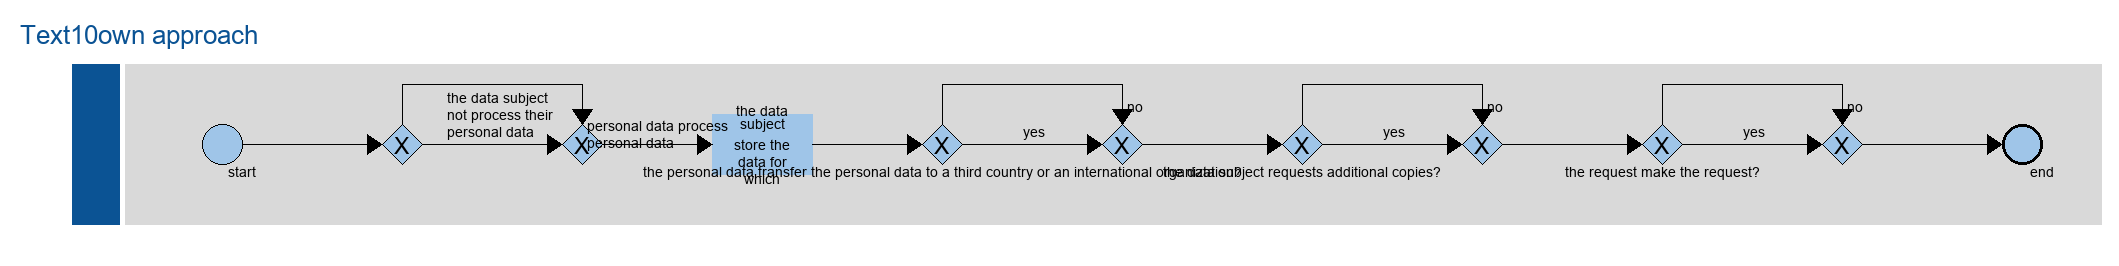 Text10own approach
start
X
the data subject
not process their
personal data
X
personal data process
personal data
the data
subject
store the
data for
which
X
the personal data transfer the personal data to a third country or an international organization?
yes
no
X
X
the data subject requests additional copies?
yes
no
X
X
the request make the request?
yes
no
X
end